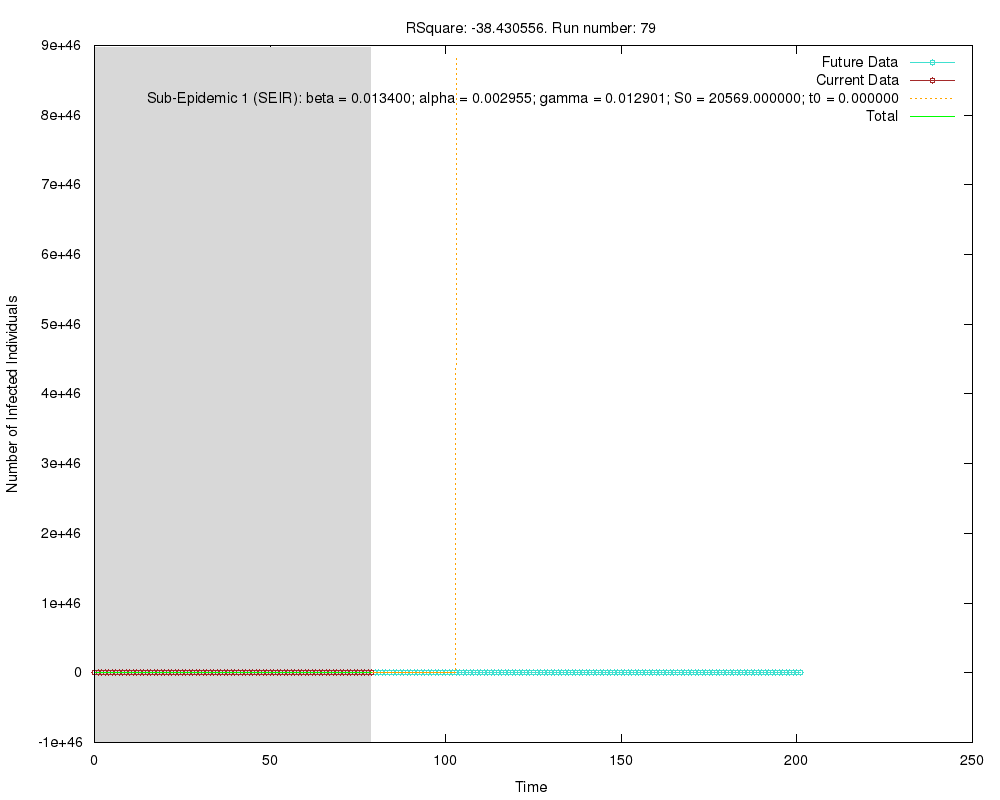 RSquare: -38.430556. Run number: 79
Future Data
Current Data
Sub-Epidemic 1 (SEIR): beta = 0.013400; alpha = 0.002955; gamma = 0.012901; S0 = 20569.000000; t0 = 0.000000
Total
9e+46
8e+46
7e+46
6e+46
5e+46
4e+46
3e+46
2e+46
1e+46
0
-1e+46
Number of Infected Individuals
0 50 100 150 200 250
Time